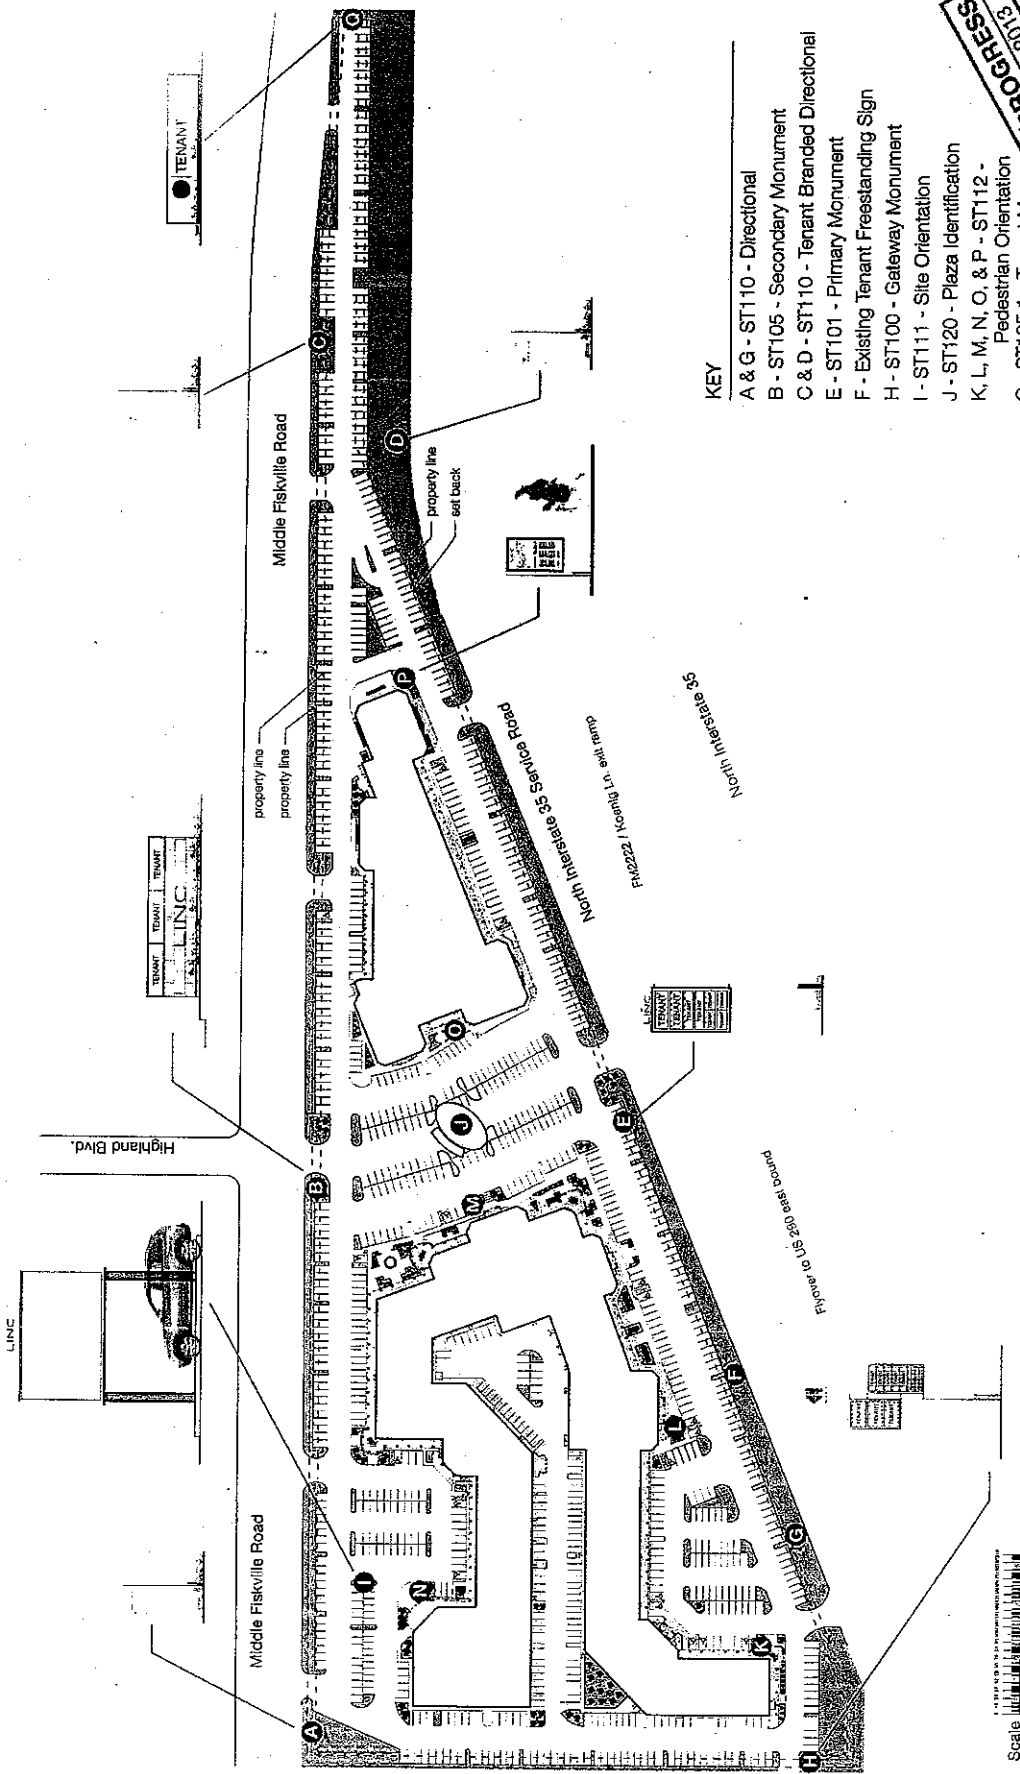 LINC
TENANT
TENANT TENANT TENANT
TENANT
LINC
Highland Blvd.
Middle Fiskville Road
Middle Fiskville Road
property line
property line
property line
set back
North Interstate 35 Service Road
FM2222 / Koenig Ln. exit ramp
North Interstate 35
Flyover to US 290 east bound
LINC
TENANT
TENANT
TENANT
TENANT
A
B
C
D
E
F
G
H
I
J
K
L
M
N
O
P
Q
KEY
A & G - ST110 - Directional
B - ST105 - Secondary Monument
C & D - ST110 - Tenant Branded Directional
E - ST101 - Primary Monument
F - Existing Tenant Freestanding Sign
H - ST100 - Gateway Monument
I - ST111 - Site Orientation
J - ST120 - Plaza Identification
K, L, M, N, O, & P - ST112 -
Pedestrian Orientation
2013
Scale